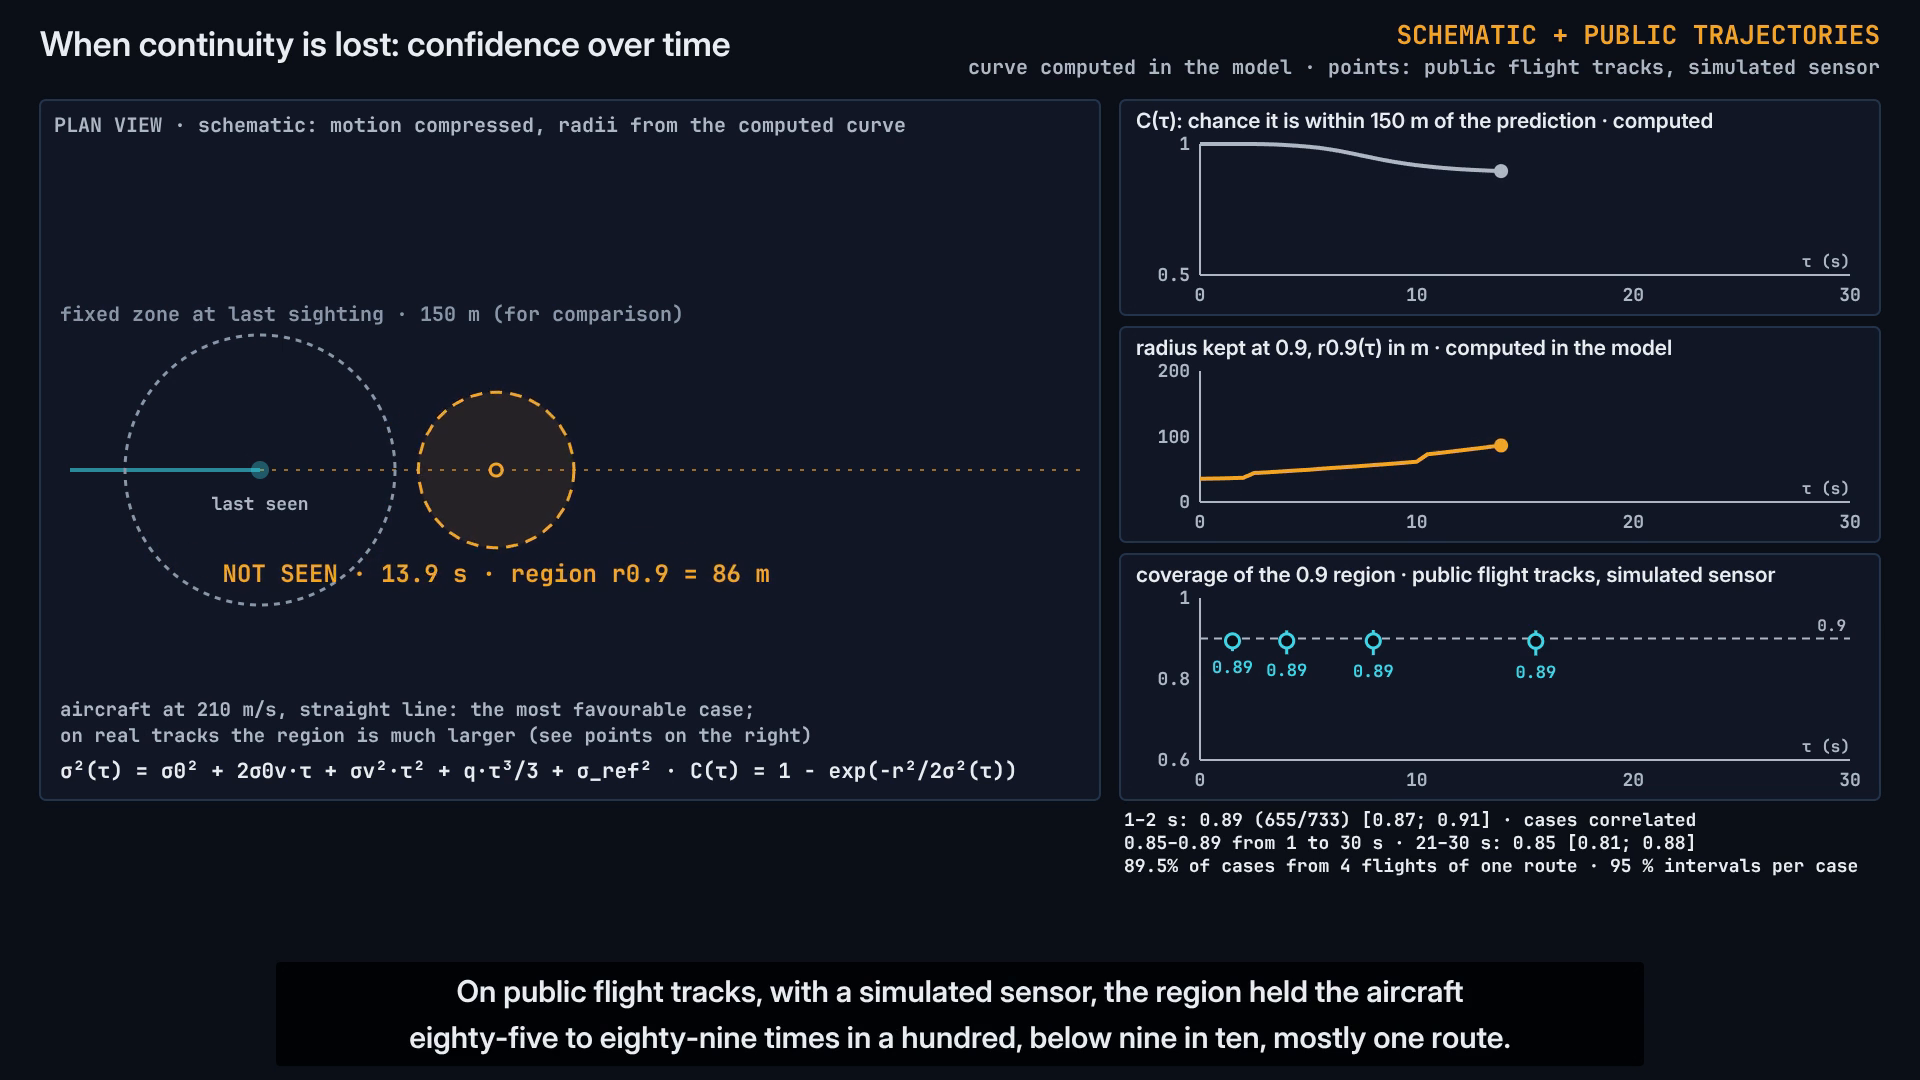 When continuity is lost: confidence over time
SCHEMATIC + PUBLIC TRAJECTORIES
curve computed in the model · points: public flight tracks, simulated sensor
PLAN VIEW · schematic: motion compressed, radii from the computed curve
fixed zone at last sighting · 150 m (for comparison)
last seen
NOT SEEN · 13.9 s · region r0.9 = 86 m
aircraft at 210 m/s, straight line: the most favourable case;
on real tracks the region is much larger (see points on the right)
σ²(τ) = σ0² + 2σ0v·τ + σv²·τ² + q·τ³/3 + σ_ref² · C(τ) = 1 - exp(-r²/2σ²(τ))
C(τ): chance it is within 150 m of the prediction · computed
1
0.5
τ (s)
0 10 20 30
radius kept at 0.9, r0.9(τ) in m · computed in the model
200
100
0
τ (s)
0 10 20 30
coverage of the 0.9 region · public flight tracks, simulated sensor
1
0.9
0.89 0.89 0.89 0.89
0.8
τ (s)
0.6
0 10 20 30
1–2 s: 0.89 (655/733) [0.87; 0.91] · cases correlated
0.85–0.89 from 1 to 30 s · 21–30 s: 0.85 [0.81; 0.88]
89.5% of cases from 4 flights of one route · 95 % intervals per case
On public flight tracks, with a simulated sensor, the region held the aircraft
eighty-five to eighty-nine times in a hundred, below nine in ten, mostly one route.